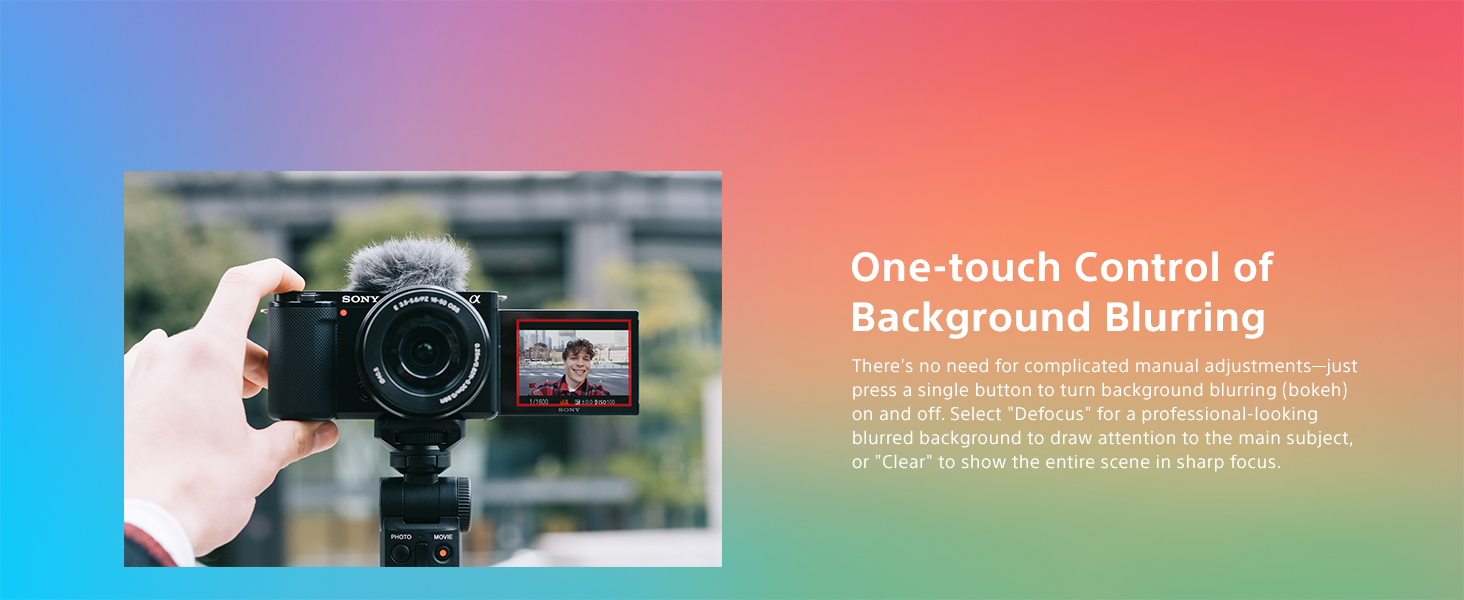 One-touch Control of
Background Blurring
There's no need for complicated manual adjustments—just
press a single button to turn background blurring (bokeh)
on and off. Select "Defocus" for a professional-looking
blurred background to draw attention to the main subject,
or "Clear" to show the entire scene in sharp focus.
SONY α
E 3.5-5.6/PZ 16-50 OSS
1/1600
SONY
PHOTO MOVIE